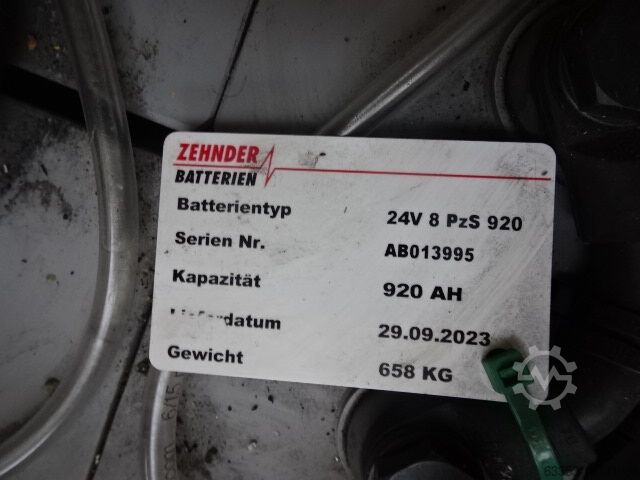 ZEHNDER
BATTERIEN
Batterientyp 24V 8 PzS 920
Serien Nr. AB013995
Kapazität 920 AH
Lieferdatum 29.09.2023
Gewicht 658 KG